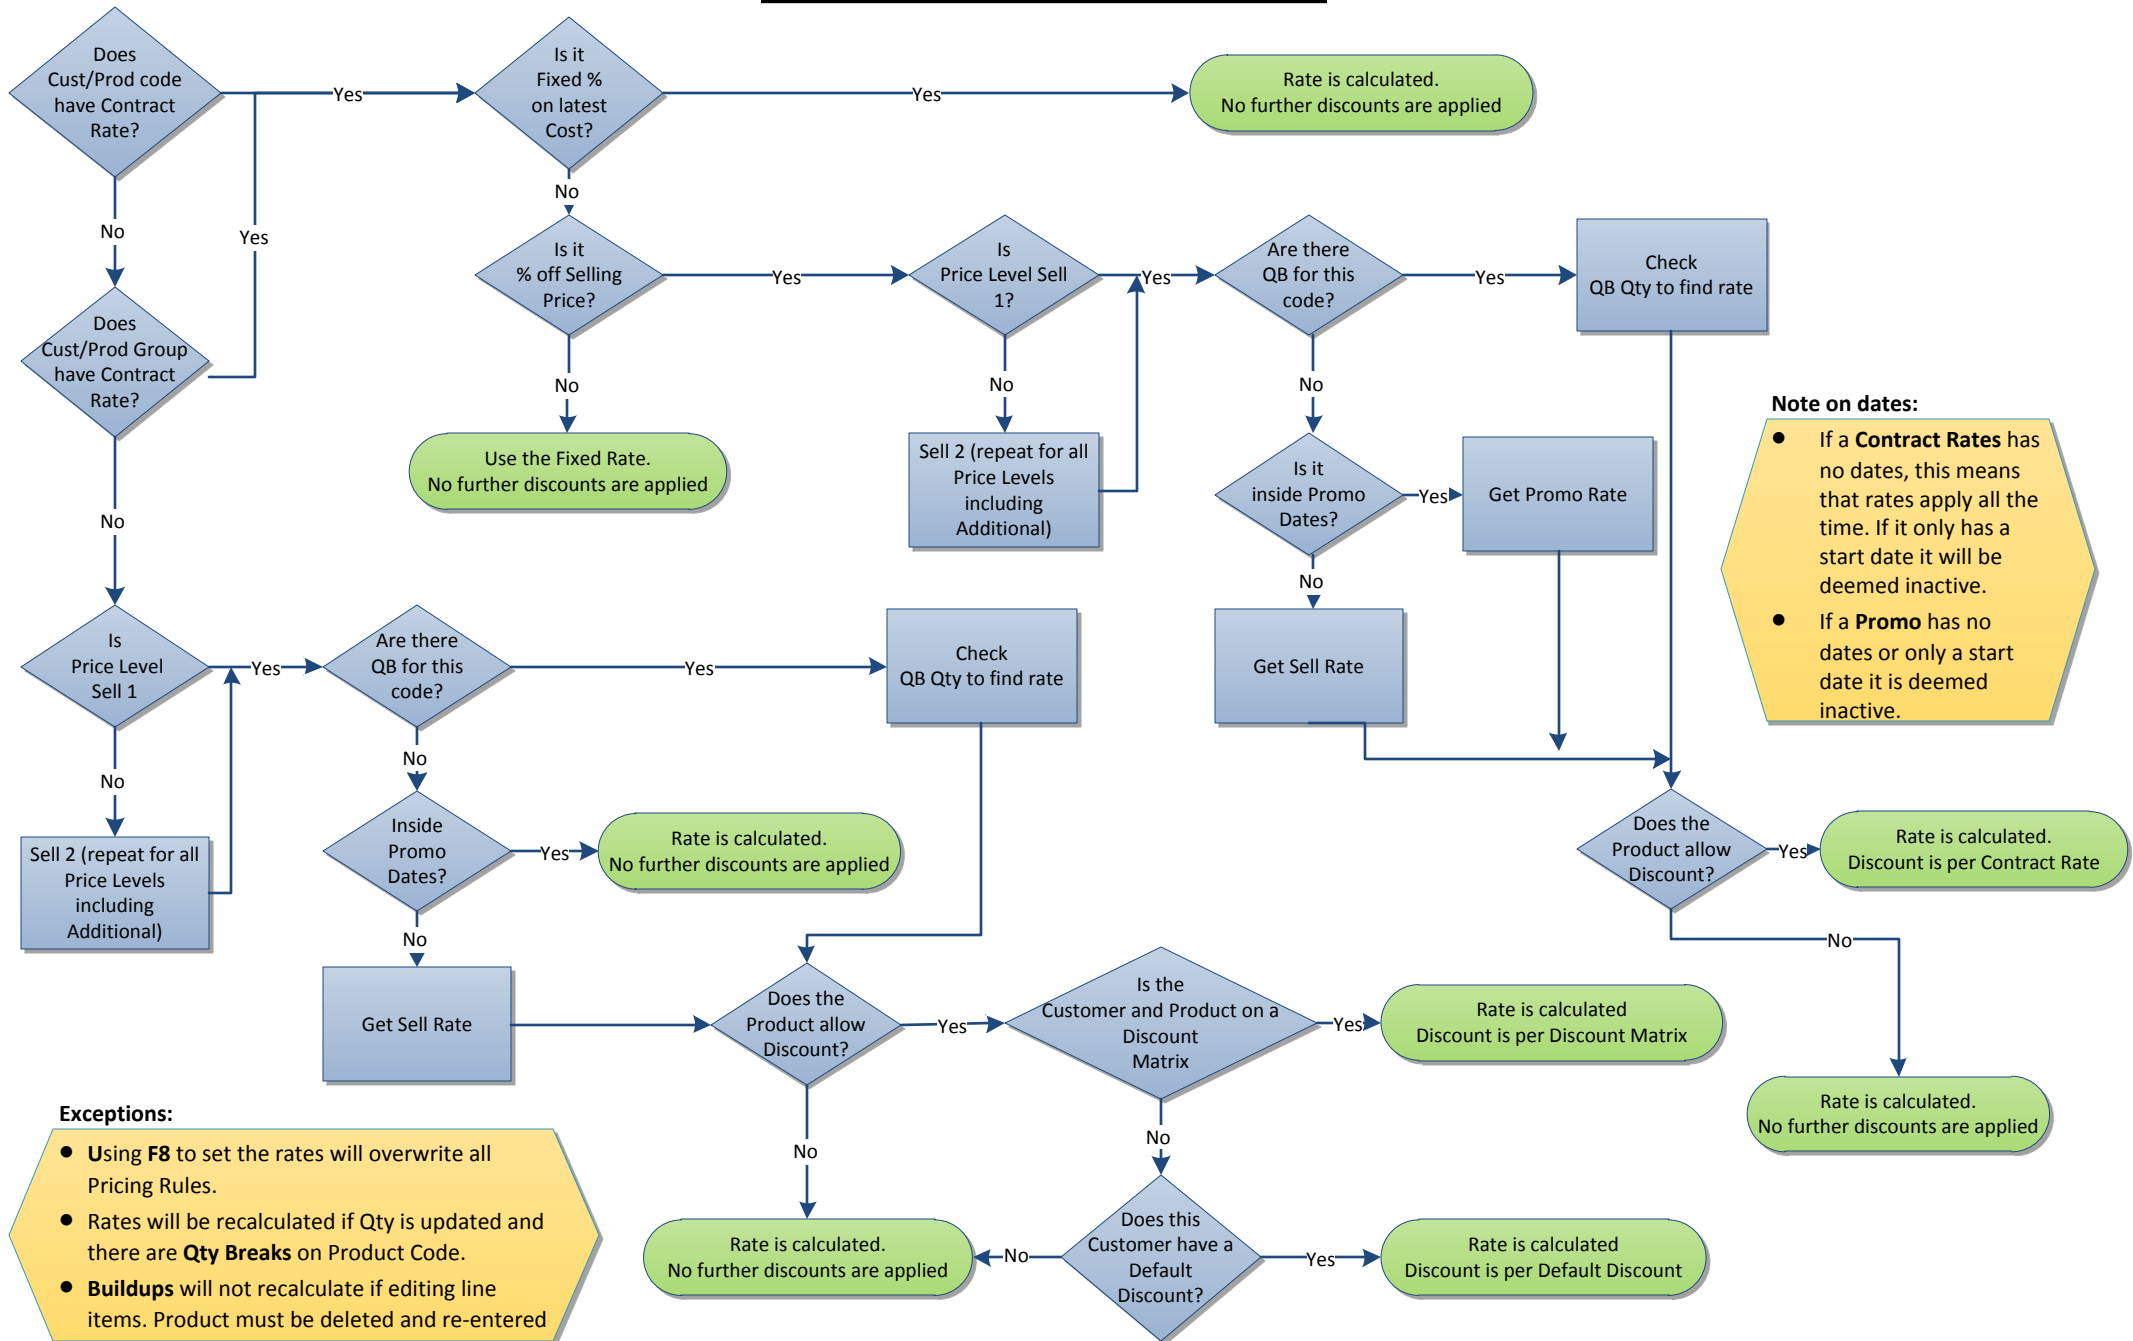 Does
Cust/Prod code
have Contract
Rate?
Yes
Is it
Fixed %
on latest
Cost?
Yes
Rate is calculated.
No further discounts are applied
No
Yes
No
Does
Cust/Prod Group
have Contract
Rate?
Is it
% off Selling
Price?
Yes
Is
Price Level Sell
1?
Yes
Are there
QB for this
code?
Yes
Check
QB Qty to find rate
No
Use the Fixed Rate.
No further discounts are applied
No
Sell 2 (repeat for all
Price Levels
including
Additional)
No
Is it
inside Promo
Dates?
Yes
Get Promo Rate
No
Get Sell Rate
Note on dates:
● If a Contract Rates has
no dates, this means
that rates apply all the
time. If it only has a
start date it will be
deemed inactive.
● If a Promo has no
dates or only a start
date it is deemed
inactive.
No
Is
Price Level
Sell 1
Yes
Are there
QB for this
code?
Yes
Check
QB Qty to find rate
No
Sell 2 (repeat for all
Price Levels
including
Additional)
No
Inside
Promo
Dates?
Yes
Rate is calculated.
No further discounts are applied
No
Get Sell Rate
Does the
Product allow
Discount?
Yes
Is the
Customer and Product on a
Discount
Matrix
Yes
Rate is calculated
Discount is per Discount Matrix
Does the
Product allow
Discount?
Yes
Rate is calculated.
Discount is per Contract Rate
No
Rate is calculated.
No further discounts are applied
No
Rate is calculated.
No further discounts are applied
No
Does this
Customer have a
Default
Discount?
No
Yes
Rate is calculated
Discount is per Default Discount
Exceptions:
● Using F8 to set the rates will overwrite all
Pricing Rules.
● Rates will be recalculated if Qty is updated and
there are Qty Breaks on Product Code.
● Buildups will not recalculate if editing line
items. Product must be deleted and re-entered